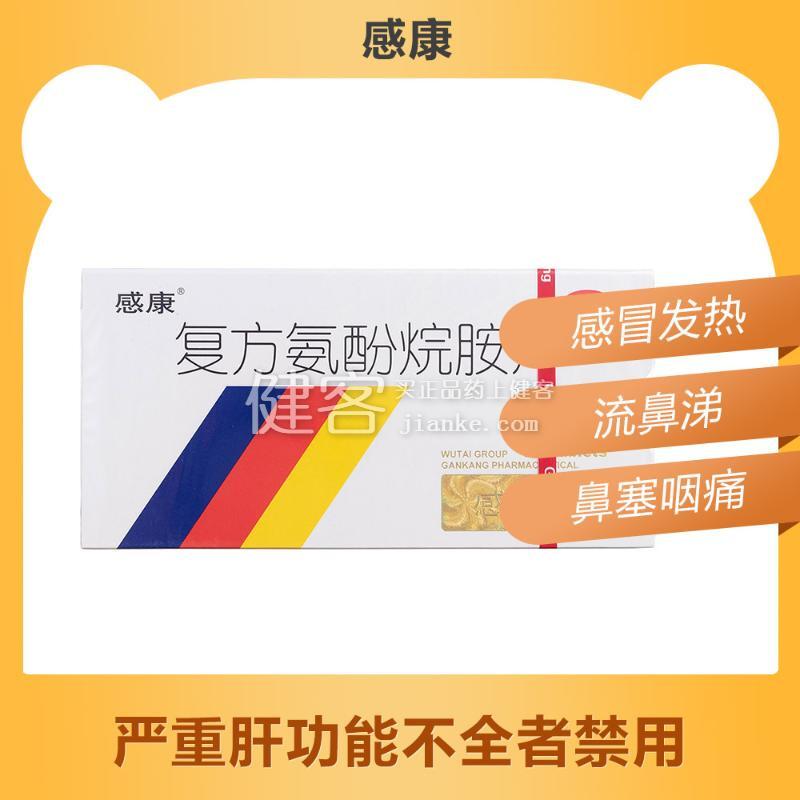 感康
感康®
复方氨酚烷胺
感冒发热
健客
买正品药上健客
jianke.com
流鼻涕
WUTAI GROUP
GANKANG PHARMAC
鼻塞咽痛
严重肝功能不全者禁用